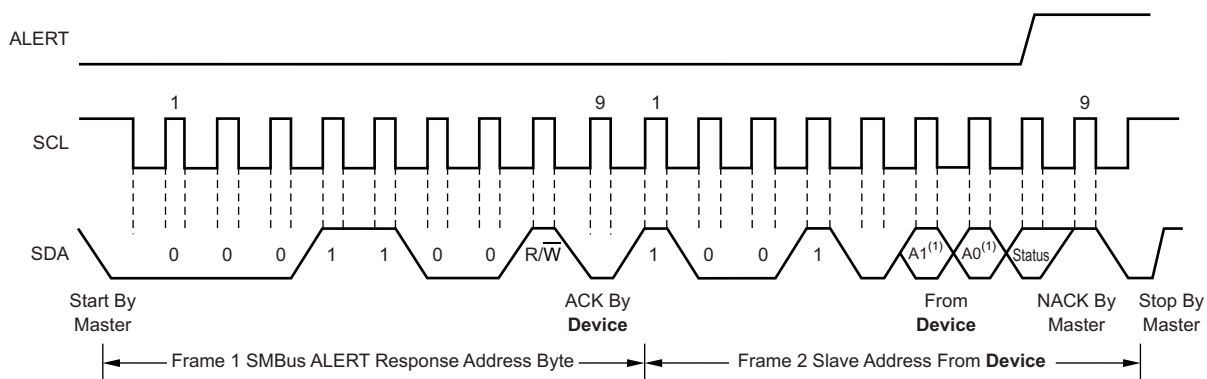 ALERT
1 9 1 9
SCL
SDA 0 0 0 1 1 0 0 R/W̅ 1 0 0 1 A1⁽¹⁾ A0⁽¹⁾ Status
Start By Master
ACK By Device
From Device
NACK By Master
Stop By Master
Frame 1 SMBus ALERT Response Address Byte
Frame 2 Slave Address From Device